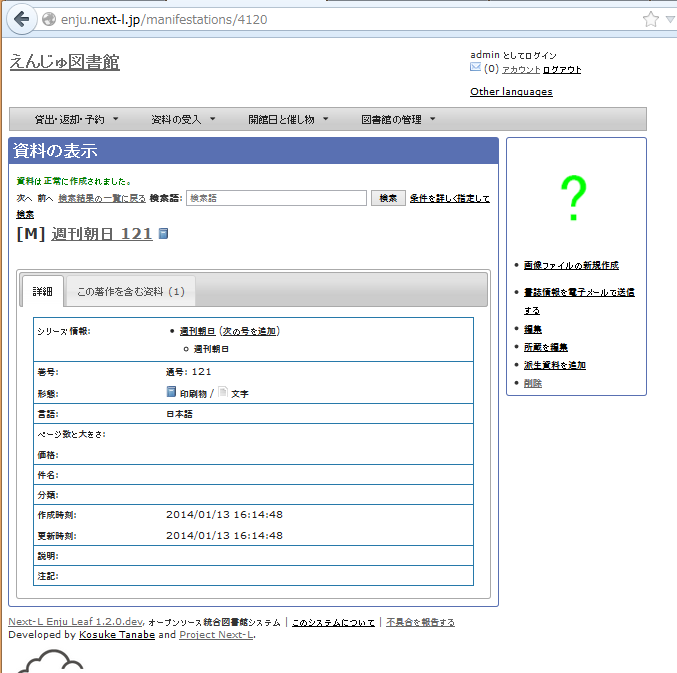 enju.next-l.jp/manifestations/4120
えんじゅ図書館
admin としてログイン
(0) アカウント ログアウト
Other languages
貸出・返却・予約 ▼ 資料の受入 ▼ 開館日と催し物 ▼ 図書館の管理 ▼
資料の表示
資料は正常に作成されました。
次へ 前へ 検索結果の一覧に戻る 検索語: 検索語 検索 条件を詳しく指定して
検索
[M] 週刊朝日 121
?
詳細 この著作を含む資料 (1)
シリーズ情報: • 週刊朝日 (次の号を追加)
週刊朝日
巻号: 通号: 121
形態: 印刷物 / 文字
言語: 日本語
ページ数と大きさ:
価格:
件名:
分類:
作成時刻: 2014/01/13 16:14:48
更新時刻: 2014/01/13 16:14:48
説明:
注記:
• 画像ファイルの新規作成
• 書誌情報を電子メールで送信
する
• 編集
• 所蔵を編集
• 派生資料を追加
• 削除
Next-L Enju Leaf 1.2.0.dev, オープンソース統合図書館システム | このシステムについて | 不具合を報告する
Developed by Kosuke Tanabe and Project Next-L.